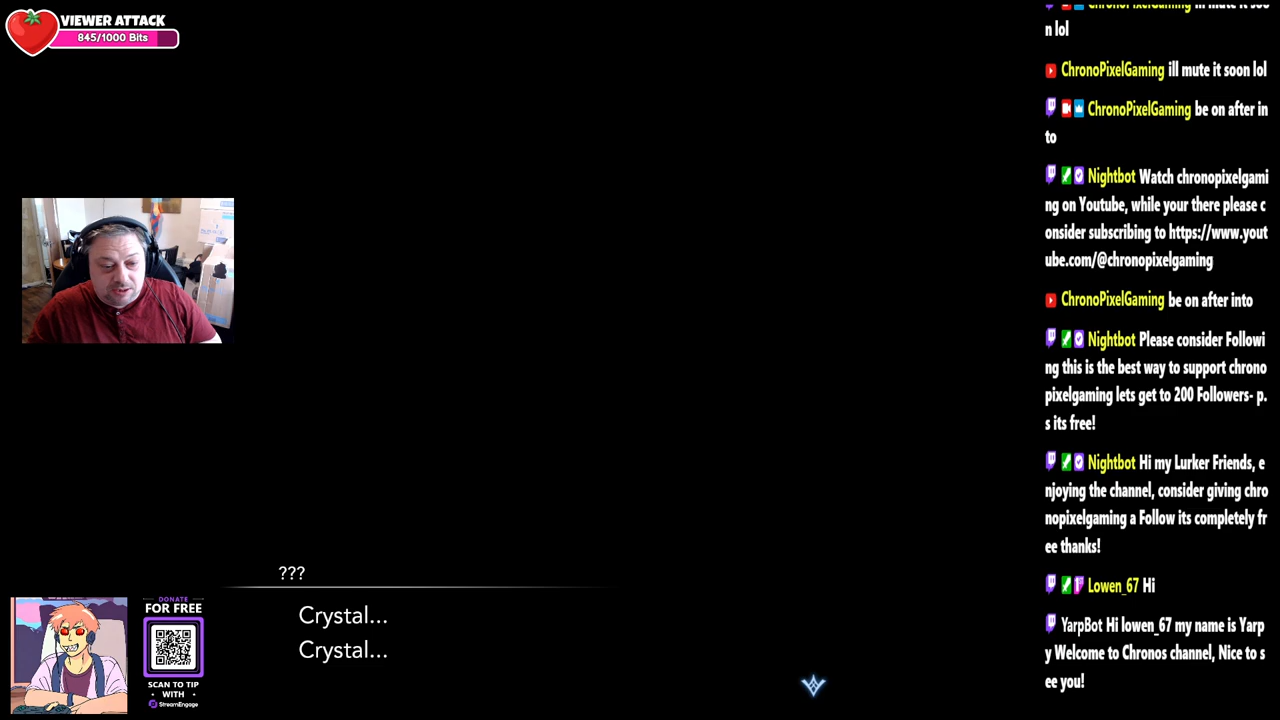 VIEWER ATTACK
845/1000 Bits
n lol
ChronoPixelGaming ill mute it soon lol
ChronoPixelGaming be on after in
to
Nightbot Watch chronopixelgami
ng on Youtube, while your there please c
onsider subscribing to https://www.yout
ube.com/@chronopixelgaming
ChronoPixelGaming be on after into
Nightbot Please consider Followi
ng this is the best way to support chrono
pixelgaming lets get to 200 Followers- p.
s its free!
Nightbot Hi my Lurker Friends, e
njoying the channel, consider giving chro
nopixelgaming a Follow its completely fr
ee thanks!
Lowen_67 Hi
YarpBot Hi lowen_67 my name is Yarp
y Welcome to Chronos channel, Nice to s
ee you!
???
Crystal...
Crystal...
DONATE
FOR FREE
SCAN TO TIP
• WITH •
StreamEngage